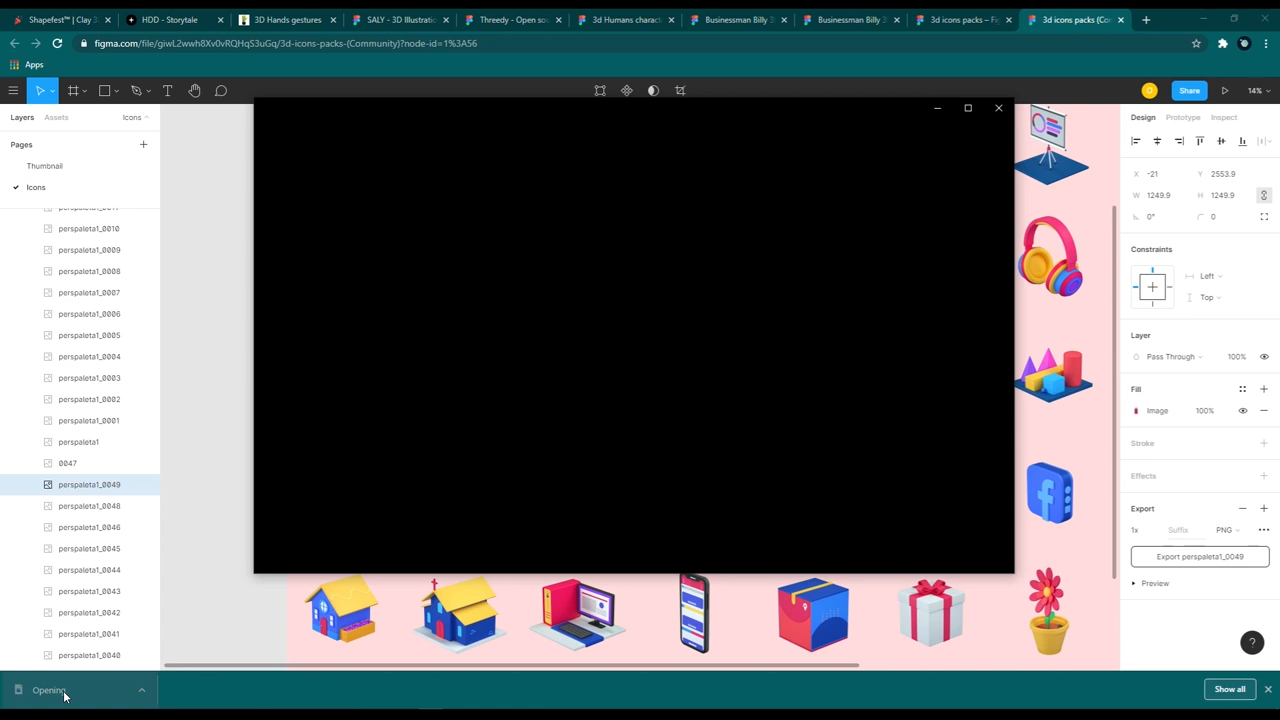 Shapefest™ | Clay 3
HDD - Storytale
3D Hands gestures
SALY - 3D Illustratio
Threedy - Open sou
3d Humans charact
Businessman Billy 3
Businessman Billy 3
3d icons packs – Fig
3d icons packs (Con
figma.com/file/giwL2wwh8Xv0vRQHqS3uGq/3d-icons-packs-(Community)?node-id=1%3A56
Apps
Share
14%
Layers
Assets
Icons
Design
Prototype
Inspect
Pages
Thumbnail
Icons
X -21
Y 2553.9
W 1249.9
H 1249.9
0°
0
perspaleta1_0010
perspaleta1_0009
perspaleta1_0008
perspaleta1_0007
perspaleta1_0006
perspaleta1_0005
perspaleta1_0004
perspaleta1_0003
perspaleta1_0002
perspaleta1_0001
perspaleta1
0047
perspaleta1_0049
perspaleta1_0048
perspaleta1_0046
perspaleta1_0045
perspaleta1_0044
perspaleta1_0043
perspaleta1_0042
perspaleta1_0041
perspaleta1_0040
Constraints
Left
Top
Layer
Pass Through
100%
Fill
Image
100%
Stroke
Effects
Export
1x
Suffix
PNG
Export perspaleta1_0049
Preview
?
Opening
Show all